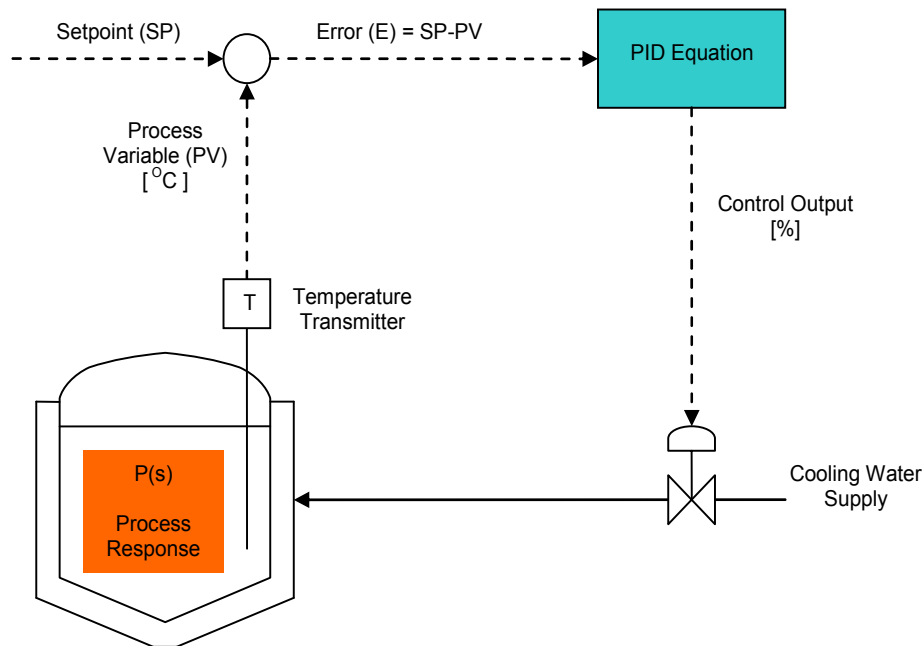 Setpoint (SP)
Error (E) = SP-PV
PID Equation
Process
Variable (PV)
[ °C ]
Control Output
[%]
T
Temperature
Transmitter
P(s)
Process
Response
Cooling Water
Supply